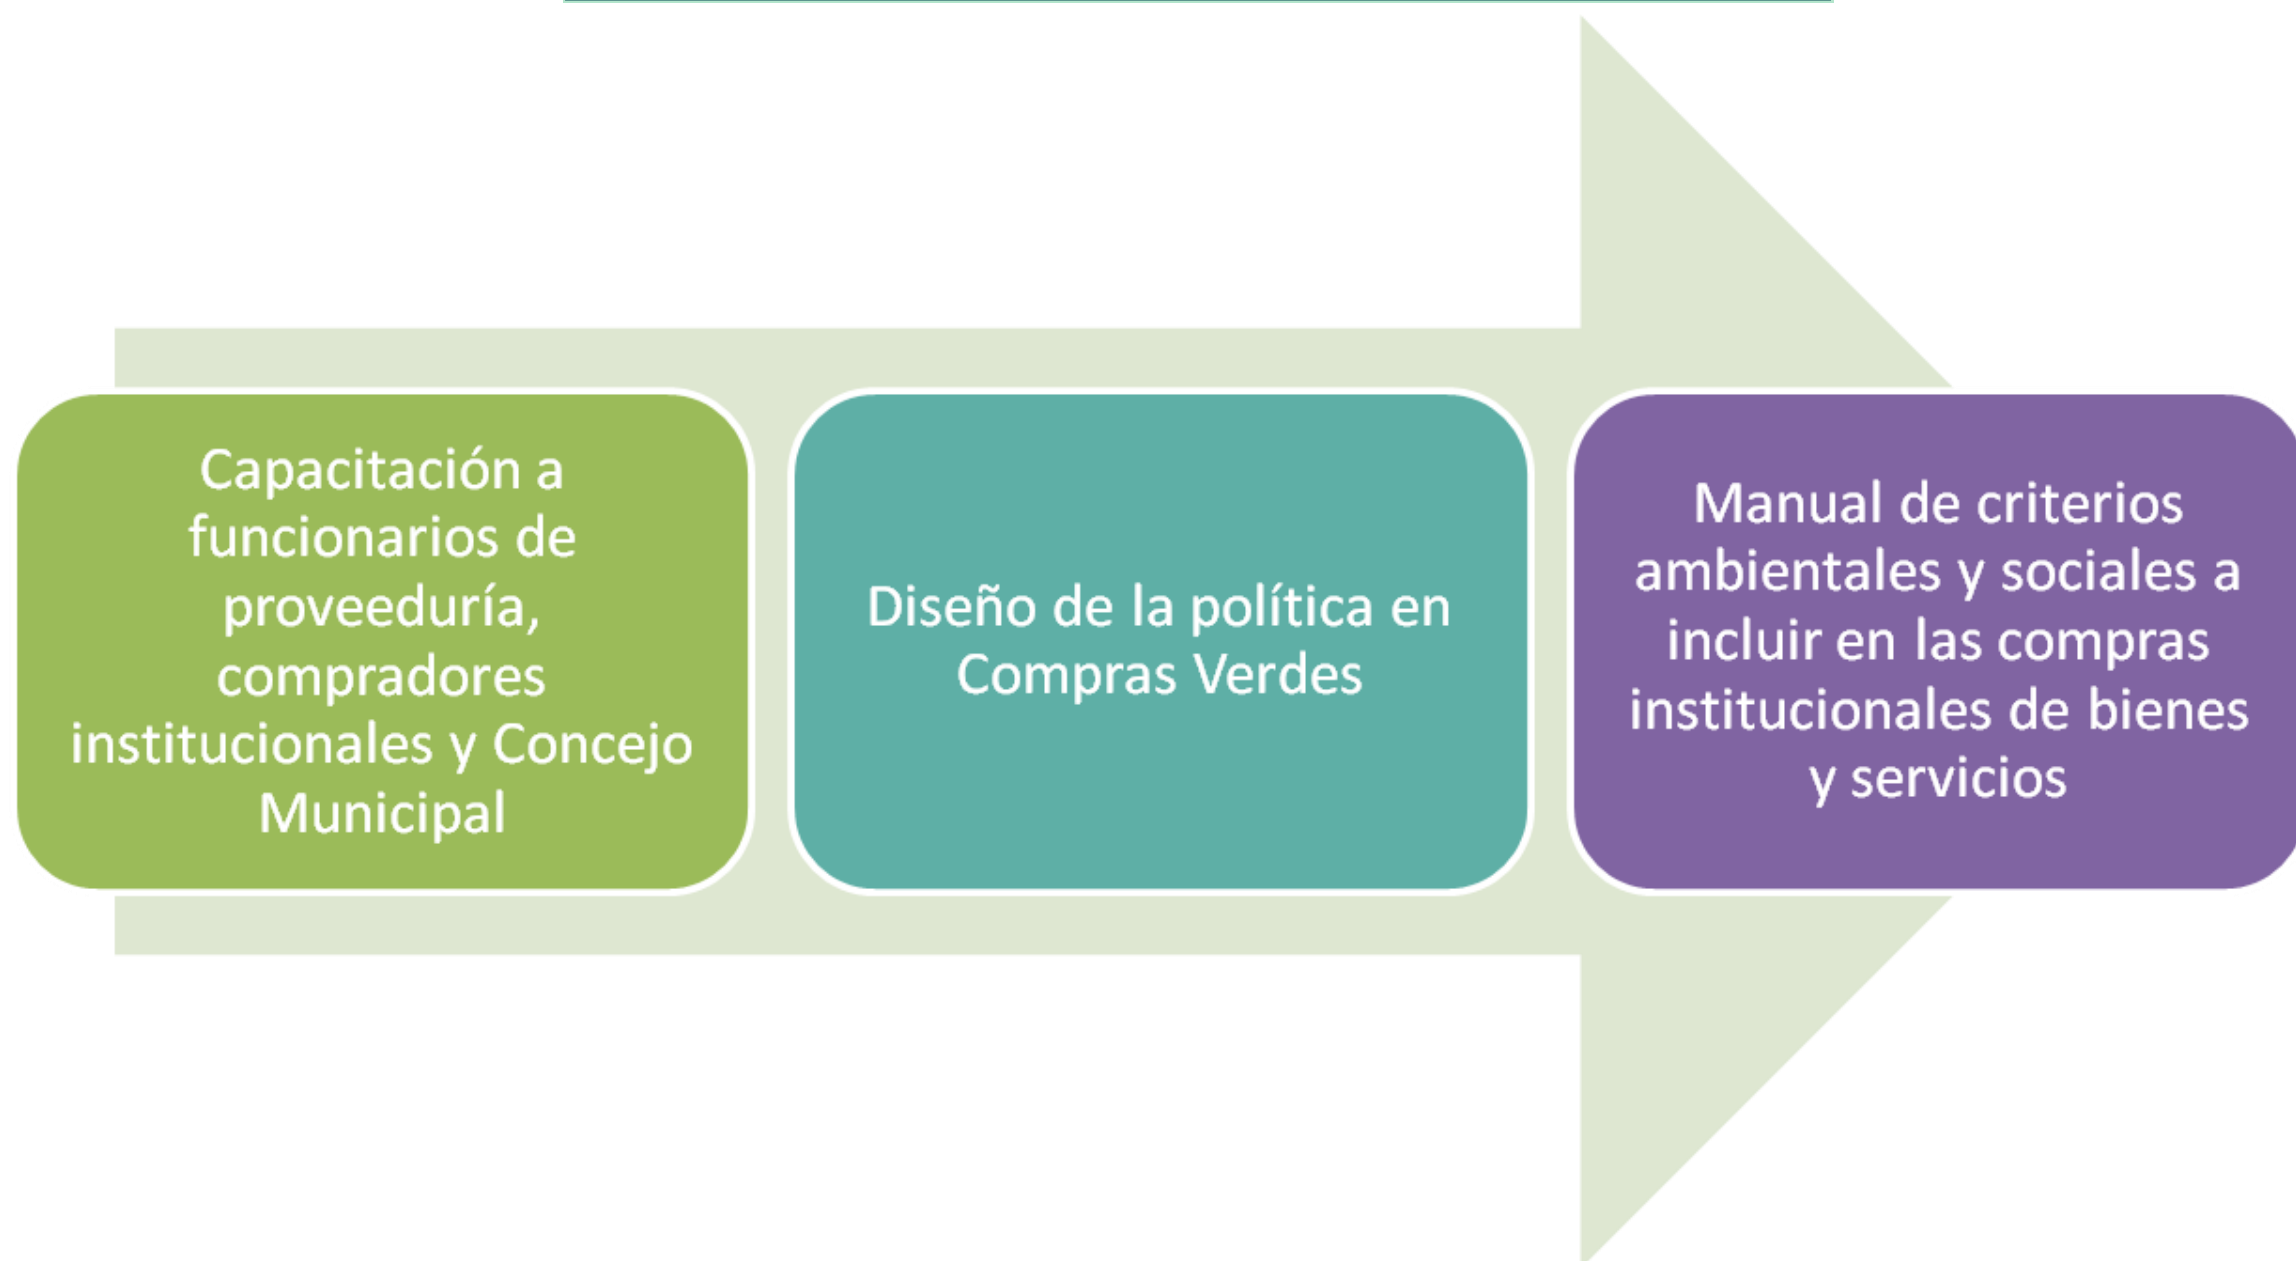 Capacitación a
funcionarios de
proveeduría,
compradores
institucionales y Concejo
Municipal
Diseño de la política en
Compras Verdes
Manual de criterios
ambientales y sociales a
incluir en las compras
institucionales de bienes
y servicios